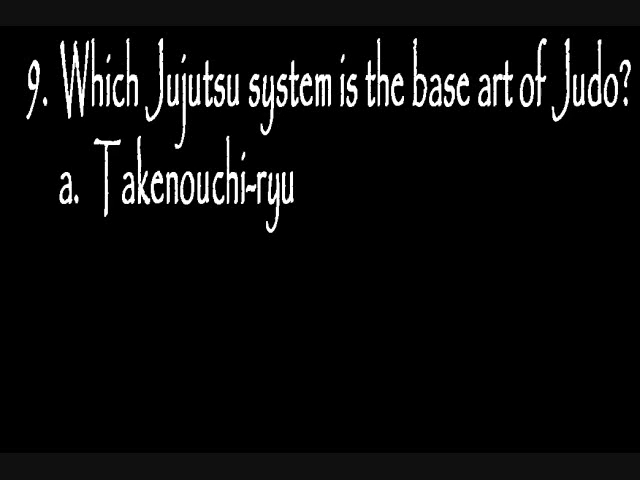 9. Which Jujutsu system is the base art of Judo?
a. Takenouchi-ryu